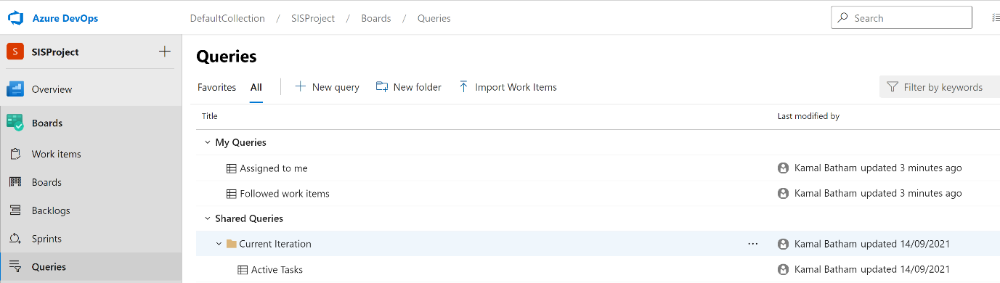 Azure DevOps
DefaultCollection / SISProject / Boards / Queries
Search
S SISProject
Overview
Boards
Work items
Boards
Backlogs
Sprints
Queries
Queries
Favorites All New query New folder Import Work Items Filter by keywords
Title Last modified by
My Queries
Assigned to me Kamal Batham updated 3 minutes ago
Followed work items Kamal Batham updated 3 minutes ago
Shared Queries
Current Iteration ... Kamal Batham updated 14/09/2021
Active Tasks Kamal Batham updated 14/09/2021